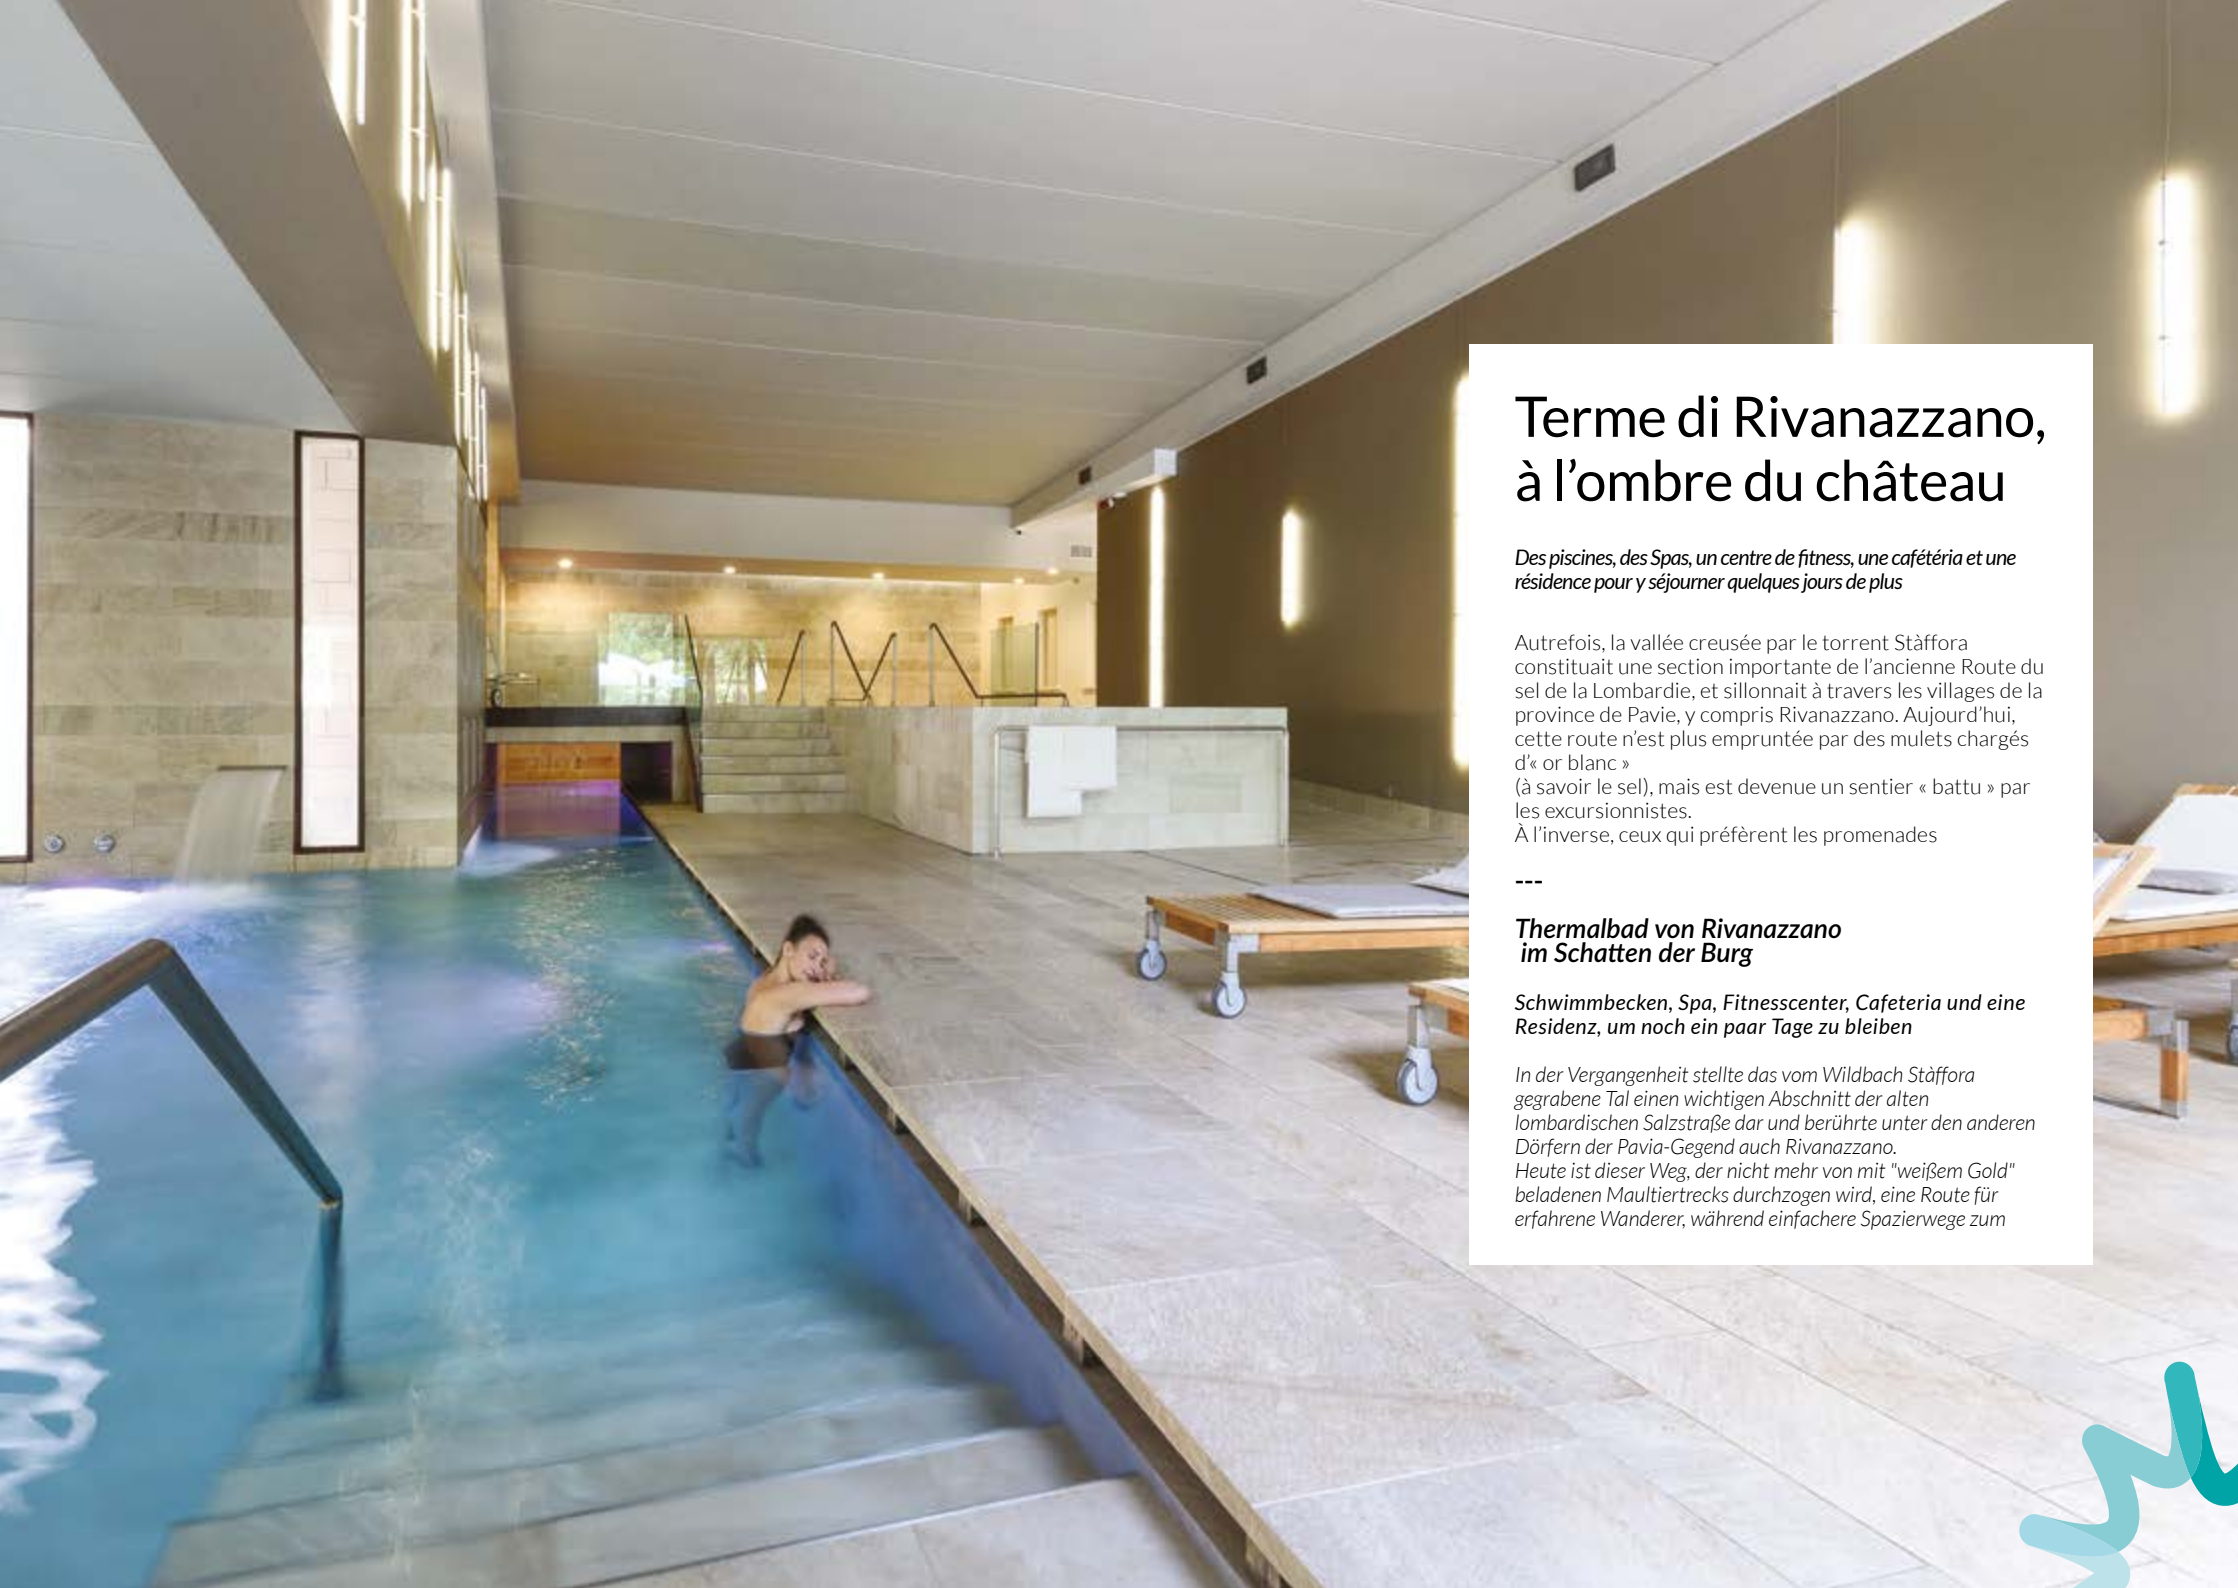 Terme di Rivanazzano,
à l’ombre du château
Des piscines, des Spas, un centre de fitness, une cafétéria et une
résidence pour y séjourner quelques jours de plus
Autrefois, la vallée creusée par le torrent Stàffora
constituait une section importante de l’ancienne Route du
sel de la Lombardie, et sillonnait à travers les villages de la
province de Pavie, y compris Rivanazzano. Aujourd’hui,
cette route n’est plus empruntée par des mulets chargés
d’« or blanc »
(à savoir le sel), mais est devenue un sentier « battu » par
les excursionnistes.
À l’inverse, ceux qui préfèrent les promenades
---
Thermalbad von Rivanazzano
im Schatten der Burg
Schwimmbecken, Spa, Fitnesscenter, Cafeteria und eine
Residenz, um noch ein paar Tage zu bleiben
In der Vergangenheit stellte das vom Wildbach Stàffora
gegrabene Tal einen wichtigen Abschnitt der alten
lombardischen Salzstraße dar und berührte unter den anderen
Dörfern der Pavia-Gegend auch Rivanazzano.
Heute ist dieser Weg, der nicht mehr von mit "weißem Gold"
beladenen Maultiertrecks durchzogen wird, eine Route für
erfahrene Wanderer, während einfachere Spazierwege zum